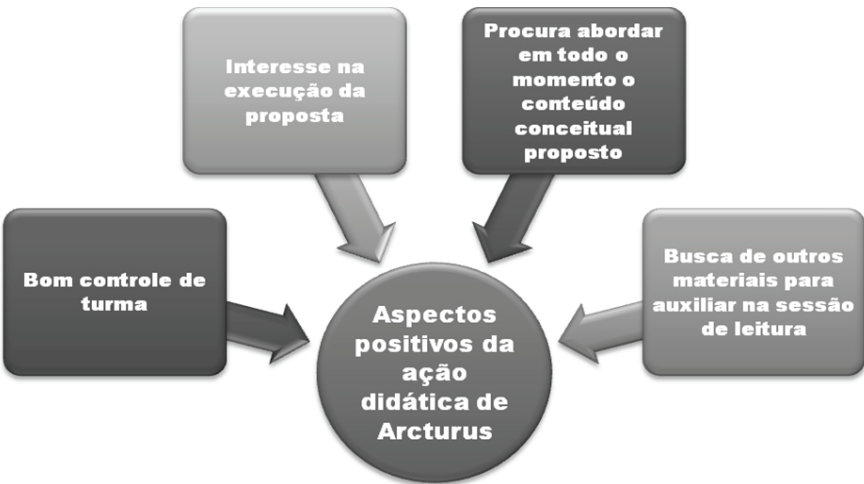 Procura abordar
em todo o
momento o
conteúdo
conceitual
proposto
Interesse na
execução da
proposta
Bom controle de
turma
Busca de outros
materiais para
auxiliar na sessão
de leitura
Aspectos
positivos da
ação
didática de
Arcturus